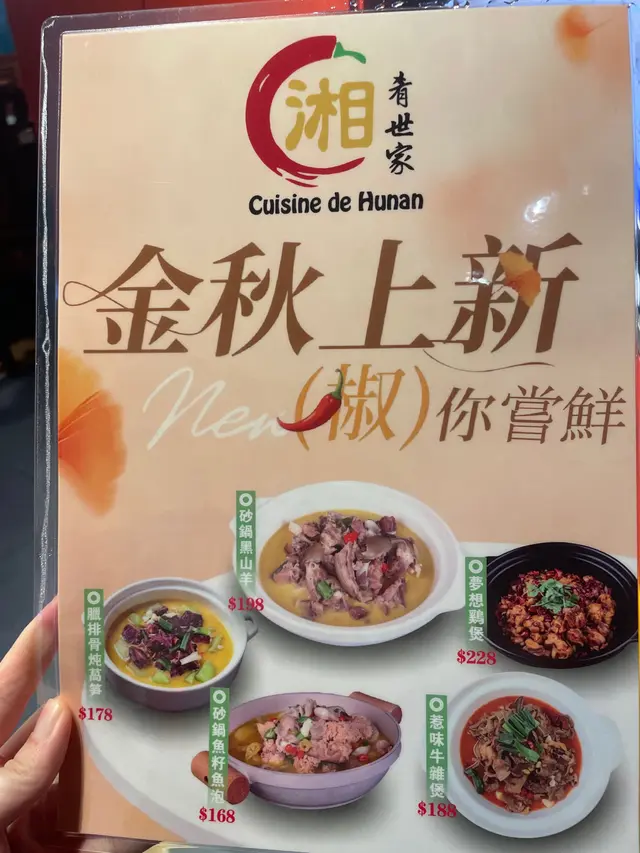 湘
肴世家
Cuisine de Hunan
金秋上新
New
(椒)你嘗鮮
砂鍋黑山羊
$198
夢想鷄煲
$228
臘排骨炖萵笋
$178
砂鍋魚籽魚泡
$168
惹味牛雜煲
$188